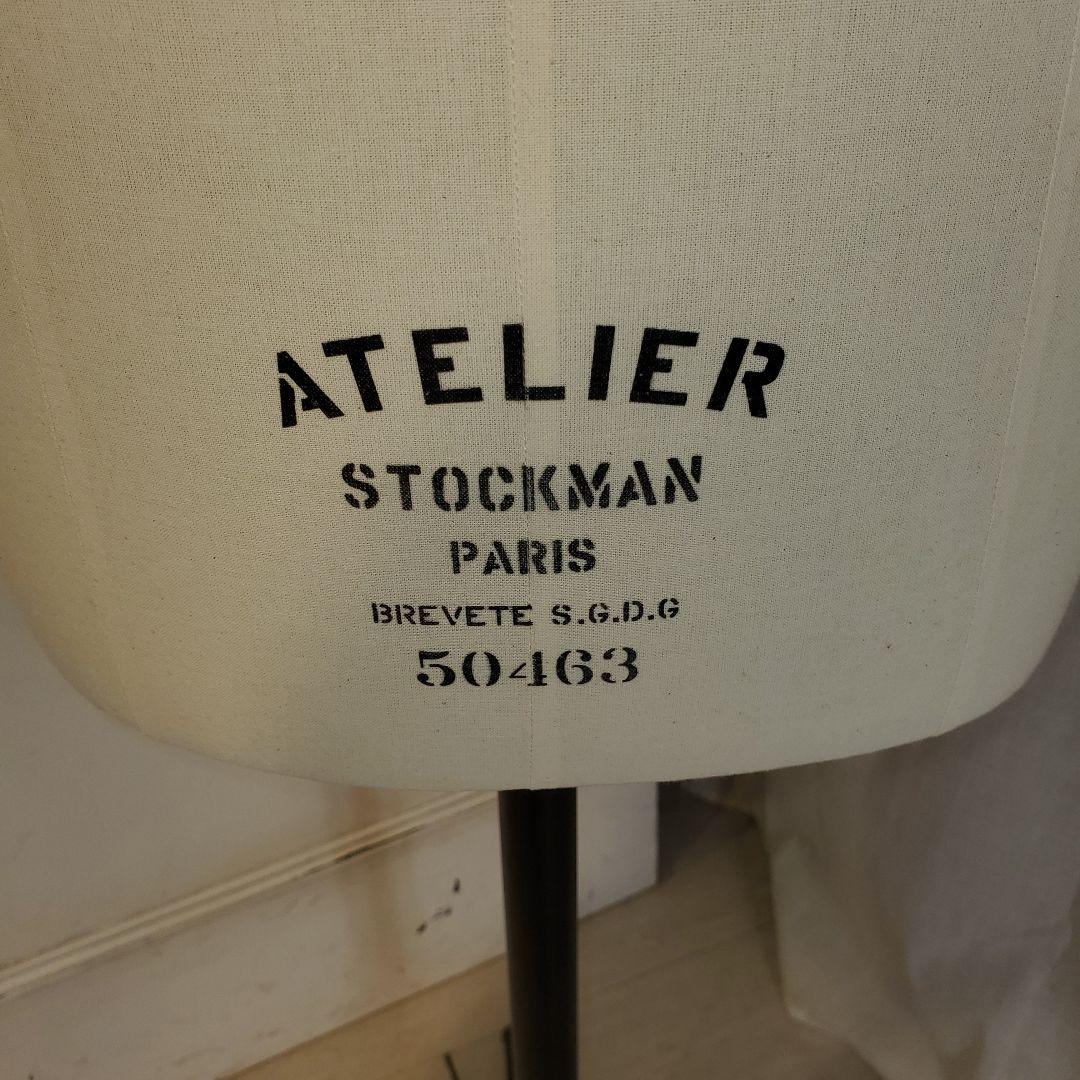 ATELIER
STOCKMAN
PARIS
BREVETE S.G.D.G
50463